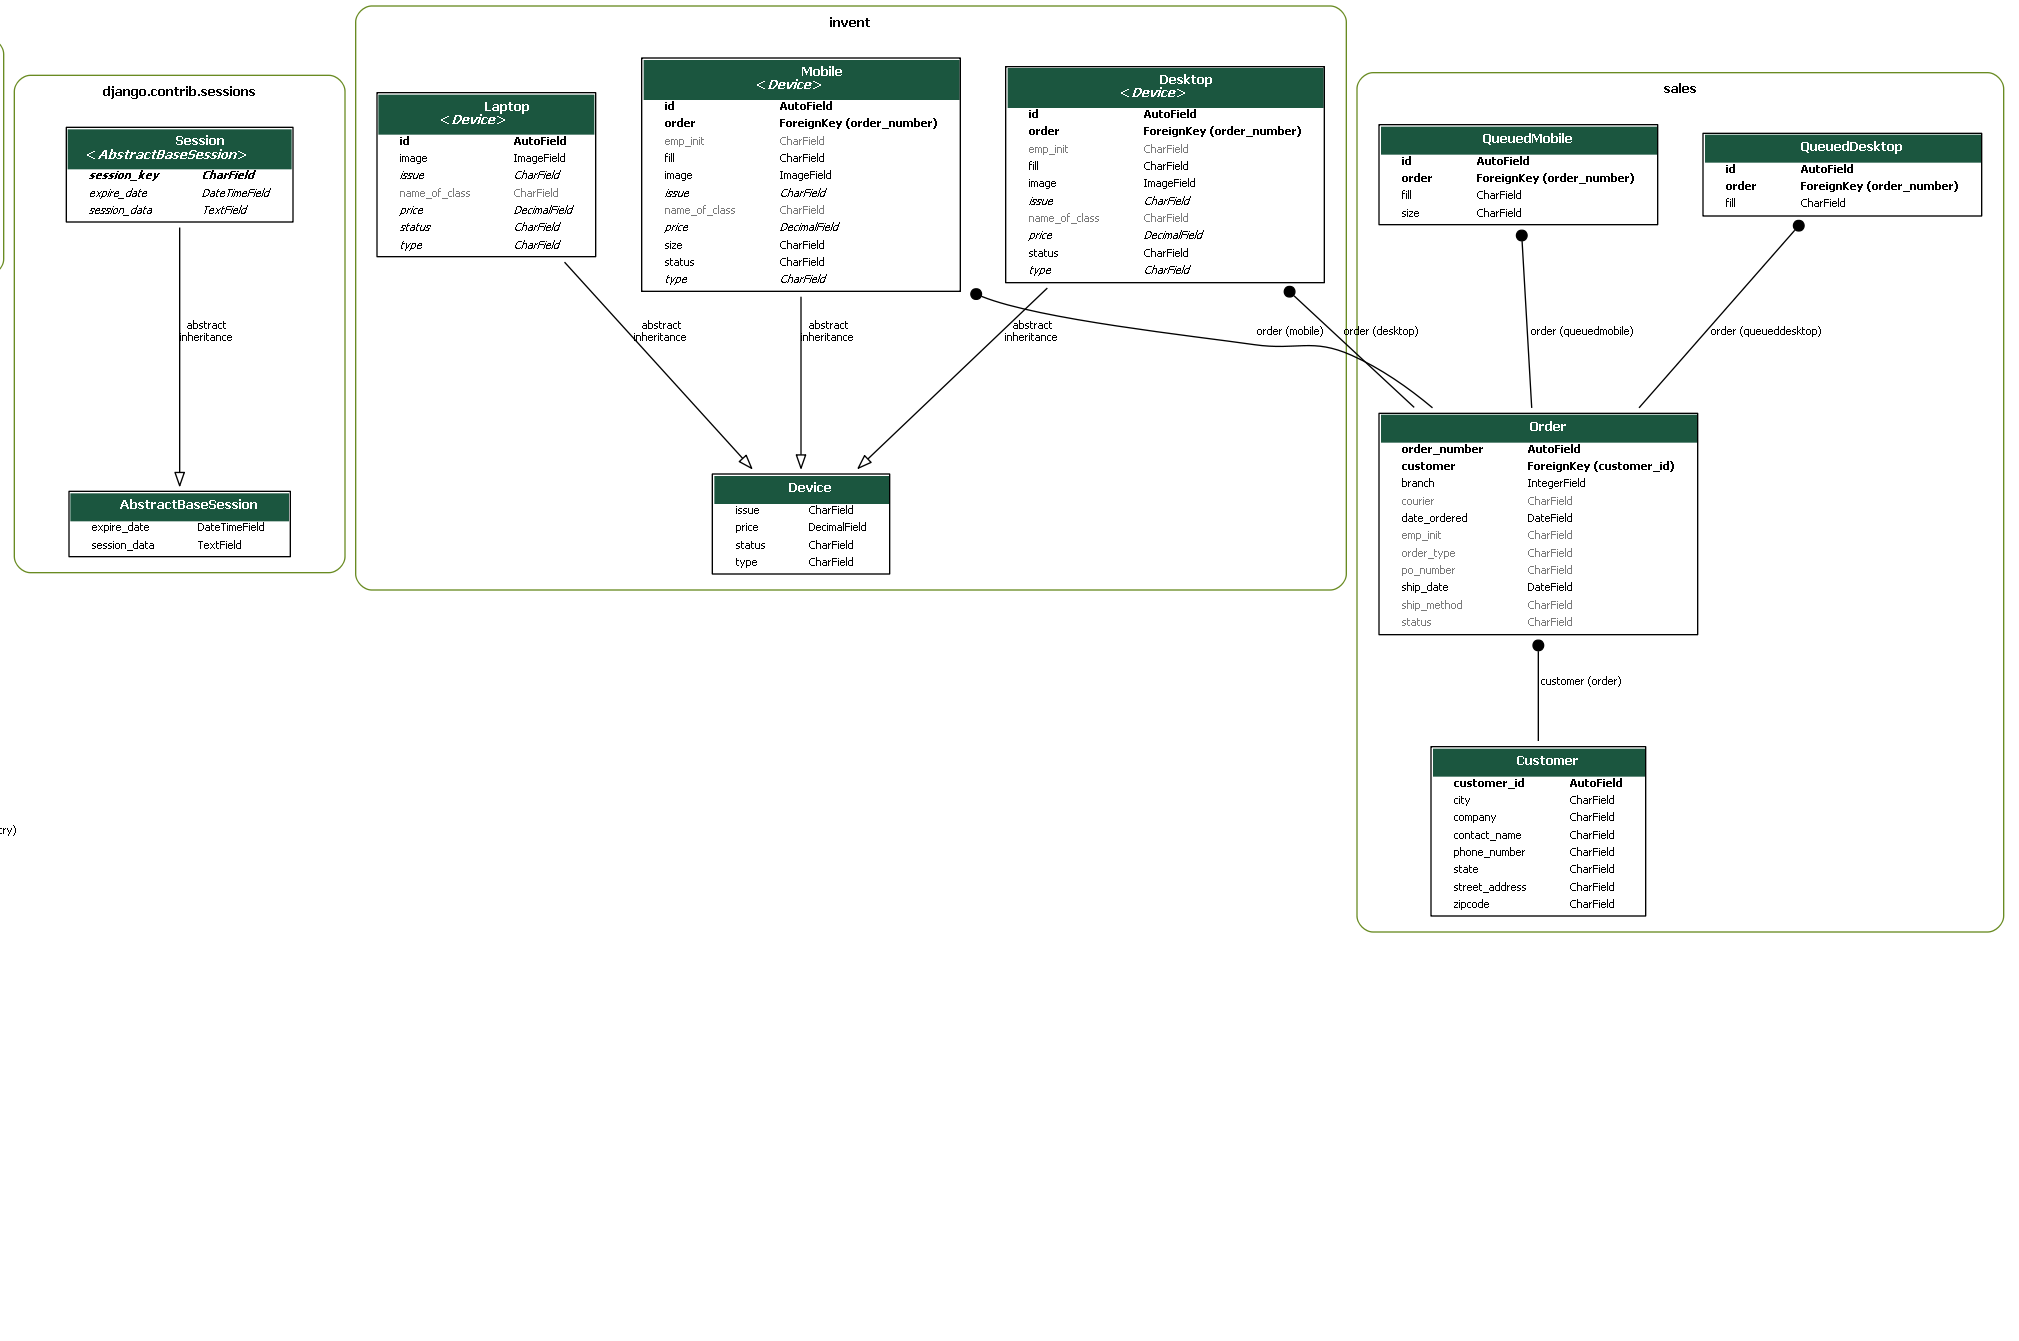 django.contrib.sessions
Session
<AbstractBaseSession>
session_key CharField
expire_date DateTimeField
session_data TextField
abstract
inheritance
AbstractBaseSession
expire_date DateTimeField
session_data TextField
invent
Laptop
<Device>
id AutoField
image ImageField
issue CharField
name_of_class CharField
price DecimalField
status CharField
type CharField
Mobile
<Device>
id AutoField
order ForeignKey (order_number)
emp_init CharField
fill CharField
image ImageField
issue CharField
name_of_class CharField
price DecimalField
size CharField
status CharField
type CharField
Desktop
<Device>
id AutoField
order ForeignKey (order_number)
emp_init CharField
fill CharField
image ImageField
issue CharField
name_of_class CharField
price DecimalField
status CharField
type CharField
abstract
inheritance
abstract
inheritance
abstract
inheritance
order (mobile)
order (desktop)
Device
issue CharField
price DecimalField
status CharField
type CharField
sales
QueuedMobile
id AutoField
order ForeignKey (order_number)
fill CharField
size CharField
QueuedDesktop
id AutoField
order ForeignKey (order_number)
fill CharField
order (queuedmobile)
order (queueddesktop)
Order
order_number AutoField
customer ForeignKey (customer_id)
branch IntegerField
courier CharField
date_ordered DateField
emp_init CharField
order_type CharField
po_number CharField
ship_date DateField
ship_method CharField
status CharField
customer (order)
Customer
customer_id AutoField
city CharField
company CharField
contact_name CharField
phone_number CharField
state CharField
street_address CharField
zipcode CharField